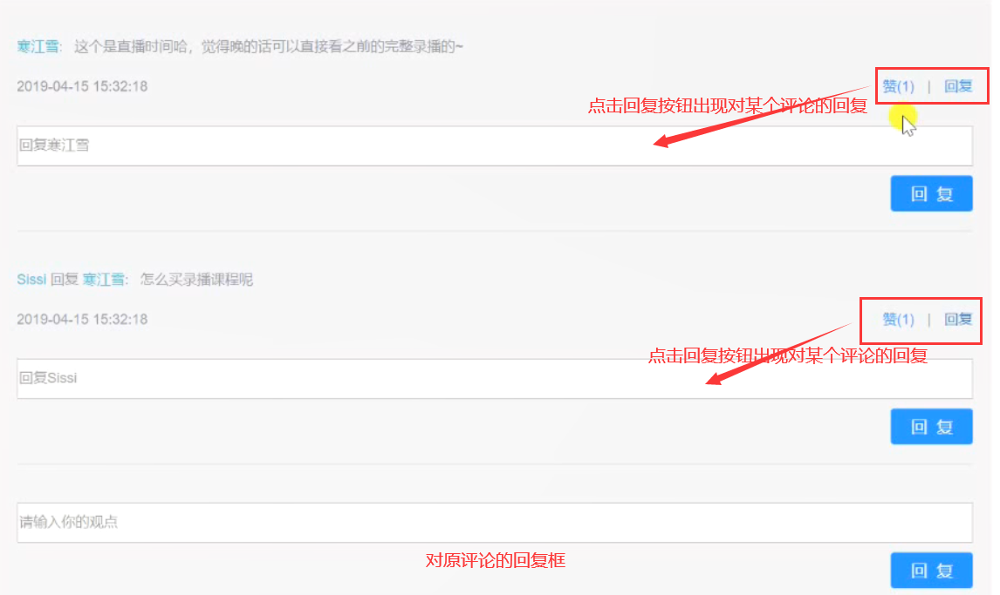 寒江雪: 这个是直播时间哈，觉得晚的话可以直接看之前的完整录播的~
2019-04-15 15:32:18
赞(1) | 回复
点击回复按钮出现对某个评论的回复
回复寒江雪
回 复
Sissi 回复 寒江雪: 怎么买录播课程呢
2019-04-15 15:32:18
赞(1) | 回复
点击回复按钮出现对某个评论的回复
回复Sissi
回 复
请输入你的观点
对原评论的回复框
回 复